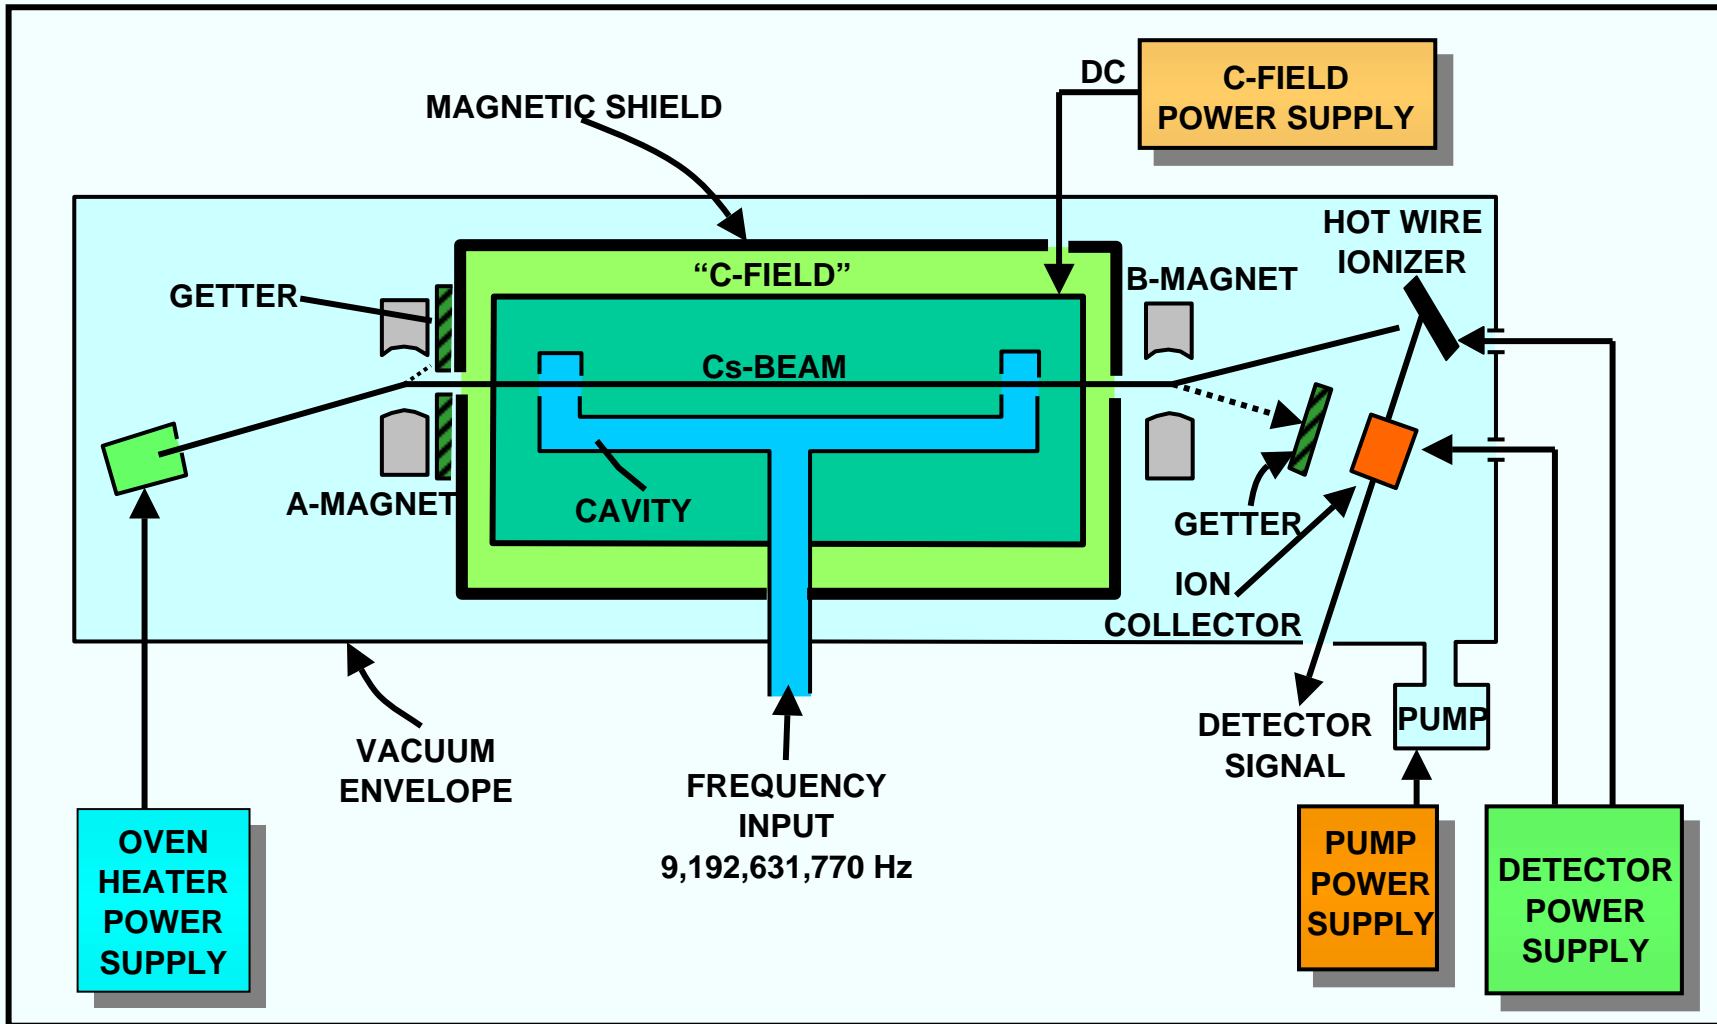 DC
C-FIELD
POWER SUPPLY
MAGNETIC SHIELD
HOT WIRE
IONIZER
“C-FIELD”
B-MAGNET
GETTER
Cs-BEAM
A-MAGNET
CAVITY
GETTER
ION
COLLECTOR
DETECTOR
SIGNAL
PUMP
VACUUM
ENVELOPE
FREQUENCY
INPUT
9,192,631,770 Hz
OVEN
HEATER
POWER
SUPPLY
PUMP
POWER
SUPPLY
DETECTOR
POWER
SUPPLY